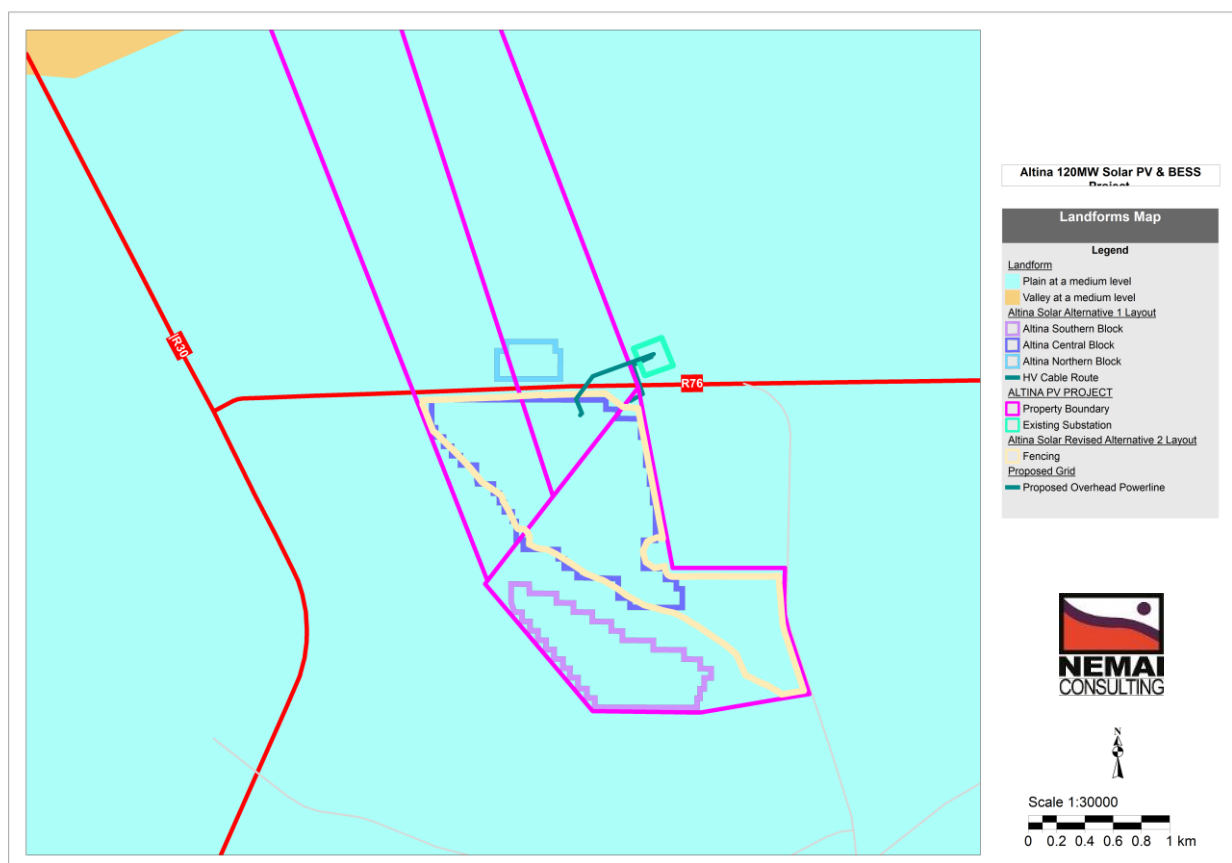 R30
R76
Altina 120MW Solar PV & BESS
Project
Landforms Map
Legend
Landform
Plain at a medium level
Valley at a medium level
Altina Solar Alternative 1 Layout
Altina Southern Block
Altina Central Block
Altina Northern Block
HV Cable Route
ALTINA PV PROJECT
Property Boundary
Existing Substation
Altina Solar Revised Alternative 2 Layout
Fencing
Proposed Grid
Proposed Overhead Powerline
NEMAI
CONSULTING
N
Scale 1:30000
0 0.2 0.4 0.6 0.8 1 km